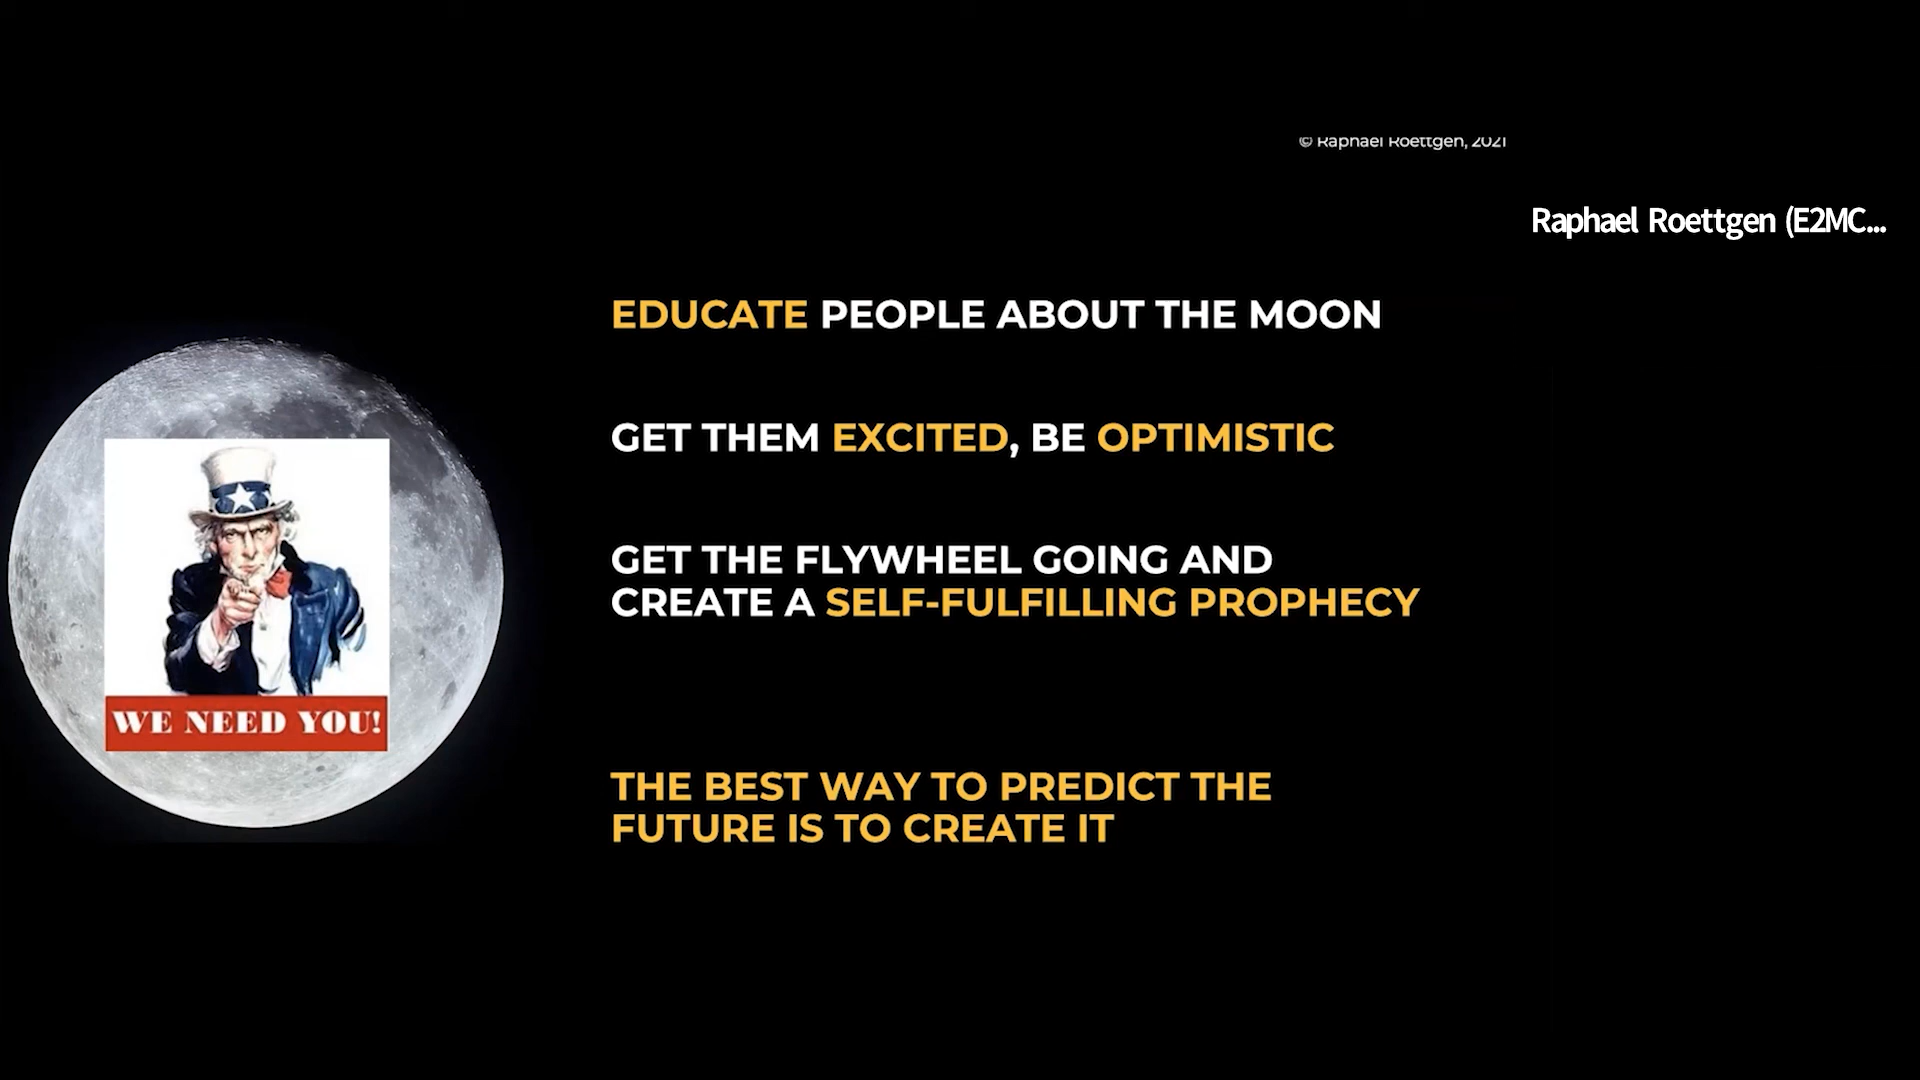 © Raphael Roettgen, 2021
Raphael Roettgen (E2MC...
EDUCATE PEOPLE ABOUT THE MOON
GET THEM EXCITED, BE OPTIMISTIC
GET THE FLYWHEEL GOING AND
CREATE A SELF-FULFILLING PROPHECY
WE NEED YOU!
THE BEST WAY TO PREDICT THE
FUTURE IS TO CREATE IT